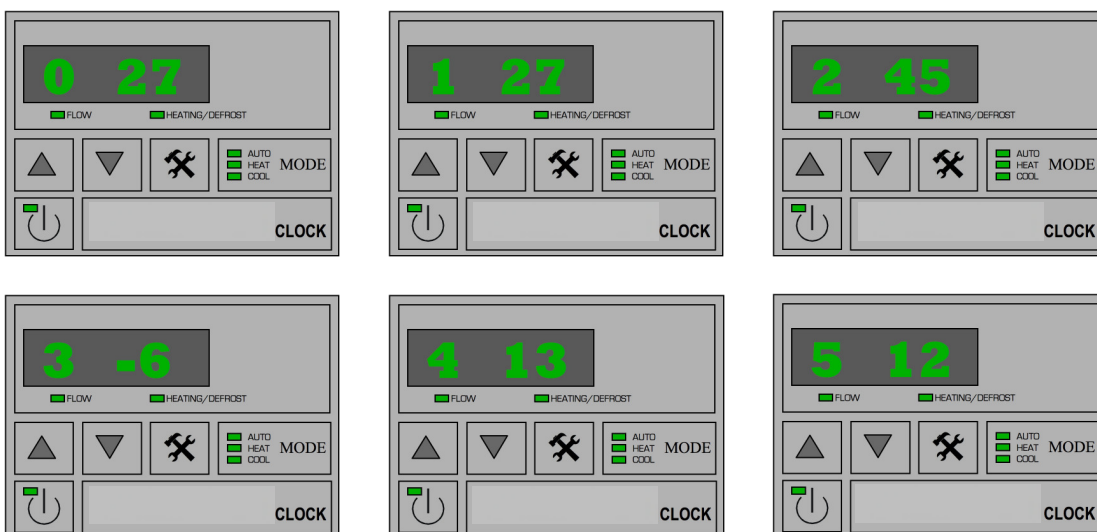 0 27
FLOW HEATING/DEFROST
AUTO
HEAT MODE
COOL
CLOCK
1 27
FLOW HEATING/DEFROST
AUTO
HEAT MODE
COOL
CLOCK
2 45
FLOW HEATING/DEFROST
AUTO
HEAT MODE
COOL
CLOCK
3 -6
FLOW HEATING/DEFROST
AUTO
HEAT MODE
COOL
CLOCK
4 13
FLOW HEATING/DEFROST
AUTO
HEAT MODE
COOL
CLOCK
5 12
FLOW HEATING/DEFROST
AUTO
HEAT MODE
COOL
CLOCK